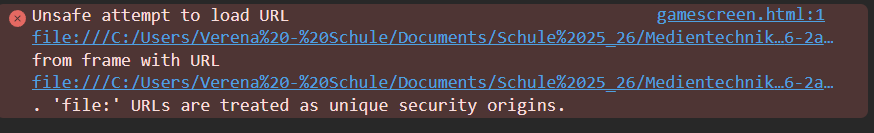 Unsafe attempt to load URL gamescreen.html:1
file:///C:/Users/Verena%20-%20Schule/Documents/Schule%2025_26/Medientechnik…6-2a…
from frame with URL
file:///C:/Users/Verena%20-%20Schule/Documents/Schule%2025_26/Medientechnik…6-2a…
. 'file:' URLs are treated as unique security origins.